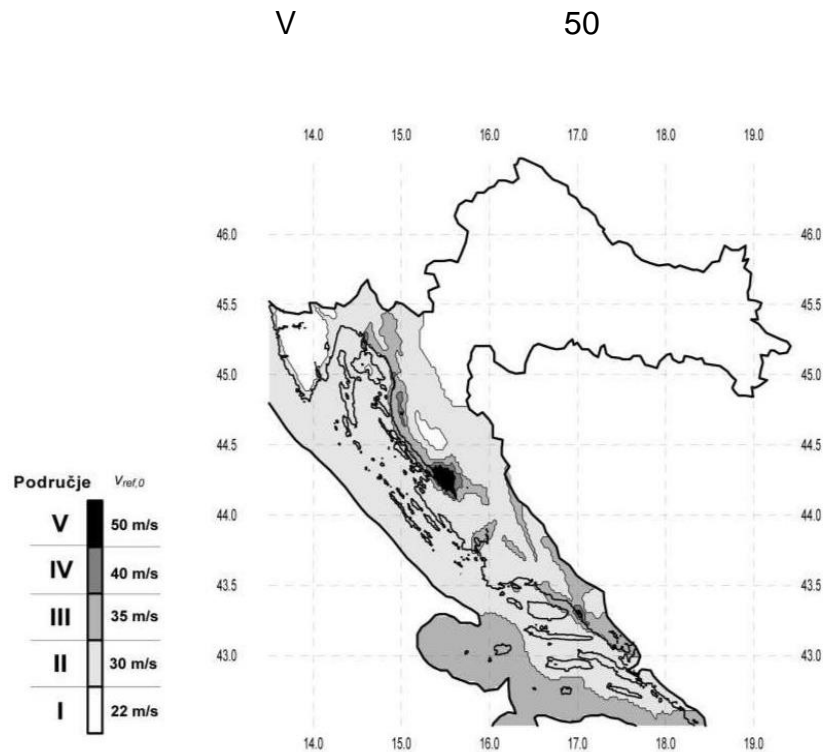 V 50
14.0 15.0 16.0 17.0 18.0 19.0
46.0 46.0
45.5 45.5
45.0 45.0
44.5 44.5
Područje Vref,0
44.0 44.0
V 50 m/s
IV 40 m/s
43.5 43.5
III 35 m/s
43.0 43.0
II 30 m/s
I 22 m/s
14.0 15.0 16.0 17.0 18.0 19.0